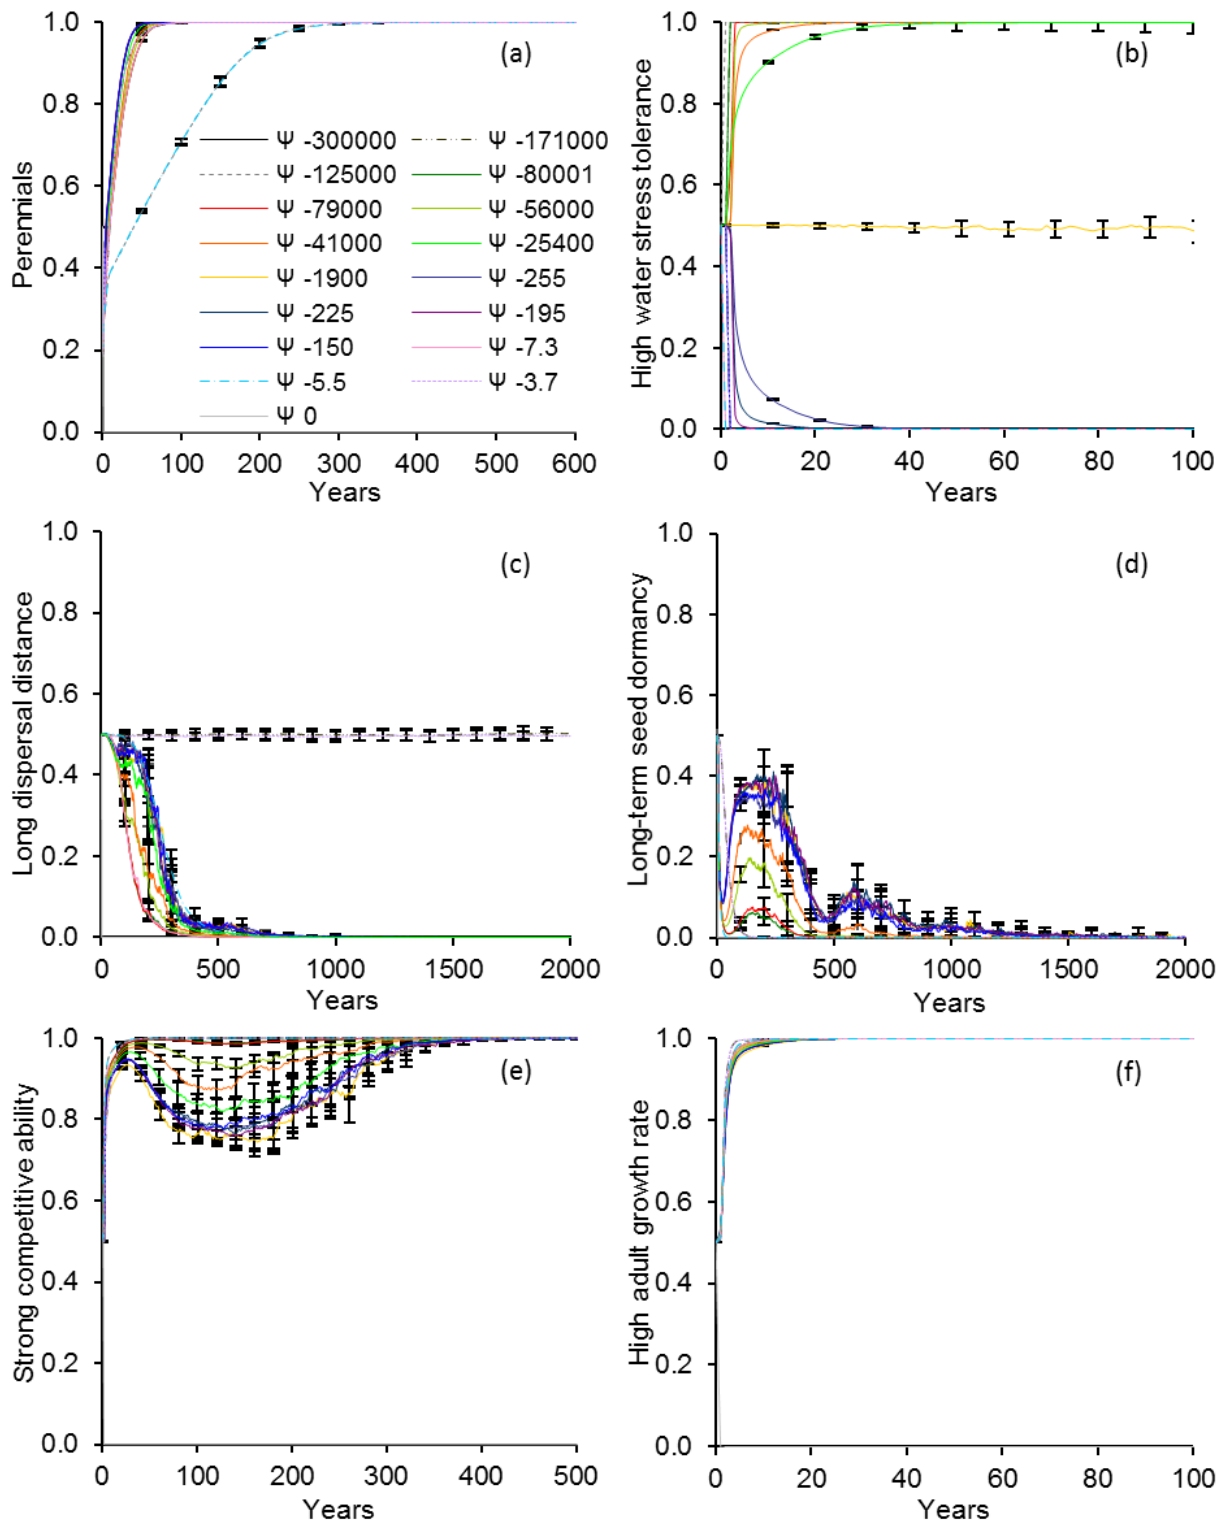 1.0
0.8
0.6
0.4
0.2
0.0
Perennials
(a)
Ψ -300000
Ψ -171000
Ψ -125000
Ψ -80001
Ψ -79000
Ψ -56000
Ψ -41000
Ψ -25400
Ψ -1900
Ψ -255
Ψ -225
Ψ -195
Ψ -150
Ψ -7.3
Ψ -5.5
Ψ -3.7
Ψ 0
0 100 200 300 400 500 600
Years
1.0
0.8
0.6
0.4
0.2
0.0
High water stress tolerance
(b)
0 20 40 60 80 100
Years
1.0
0.8
0.6
0.4
0.2
0.0
Long dispersal distance
(c)
0 500 1000 1500 2000
Years
1.0
0.8
0.6
0.4
0.2
0.0
Long-term seed dormancy
(d)
0 500 1000 1500 2000
Years
1.0
0.8
0.6
0.4
0.2
0.0
Strong competitive ability
(e)
0 100 200 300 400 500
Years
1.0
0.8
0.6
0.4
0.2
0.0
High adult growth rate
(f)
0 20 40 60 80 100
Years